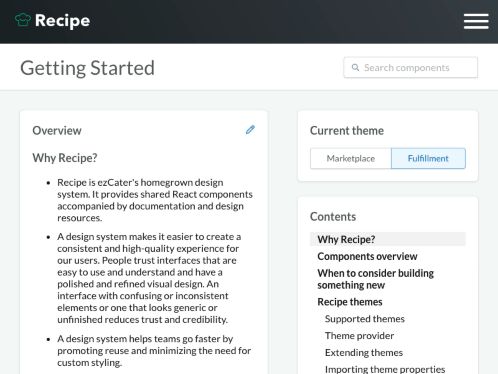 Recipe
Getting Started
Search components
Overview
Why Recipe?
• Recipe is ezCater's homegrown design
system. It provides shared React components
accompanied by documentation and design
resources.
• A design system makes it easier to create a
consistent and high-quality experience for
our users. People trust interfaces that are
easy to use and understand and have a
polished and refined visual design. An
interface with confusing or inconsistent
elements or one that looks generic or
unfinished reduces trust and credibility.
• A design system helps teams go faster by
promoting reuse and minimizing the need for
custom styling.
Current theme
Marketplace
Fulfillment
Contents
Why Recipe?
Components overview
When to consider building
something new
Recipe themes
Supported themes
Theme provider
Extending themes
Importing theme properties